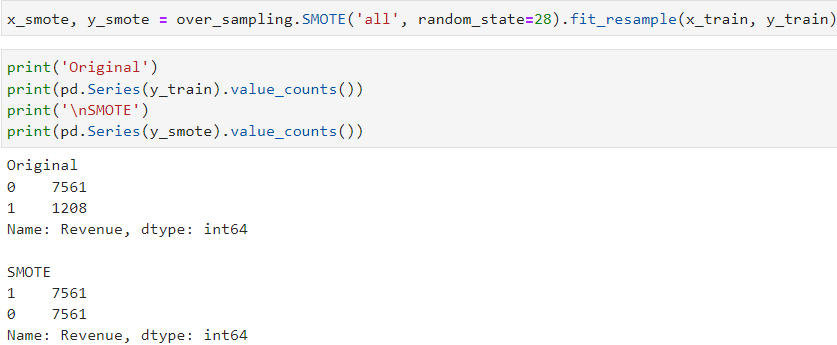 x_smote, y_smote = over_sampling.SMOTE('all', random_state=28).fit_resample(x_train, y_train)
print('Original')
print(pd.Series(y_train).value_counts())
print('\nSMOTE')
print(pd.Series(y_smote).value_counts())
Original
0    7561
1    1208
Name: Revenue, dtype: int64
SMOTE
1    7561
0    7561
Name: Revenue, dtype: int64